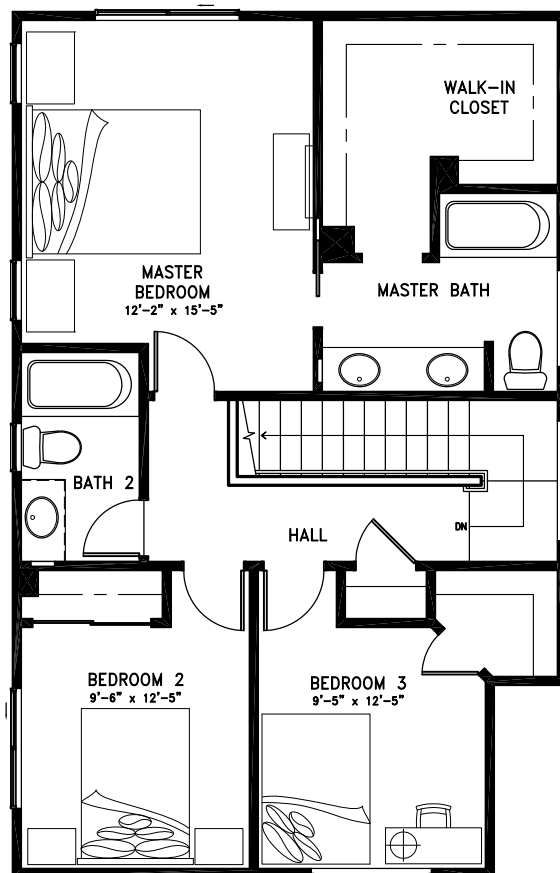 WALK-IN
CLOSET
MASTER
BEDROOM
12'-2" x 15'-5"
MASTER BATH
BATH 2
HALL
DN
BEDROOM 2
9'-6" x 12'-5"
BEDROOM 3
9'-5" x 12'-5"